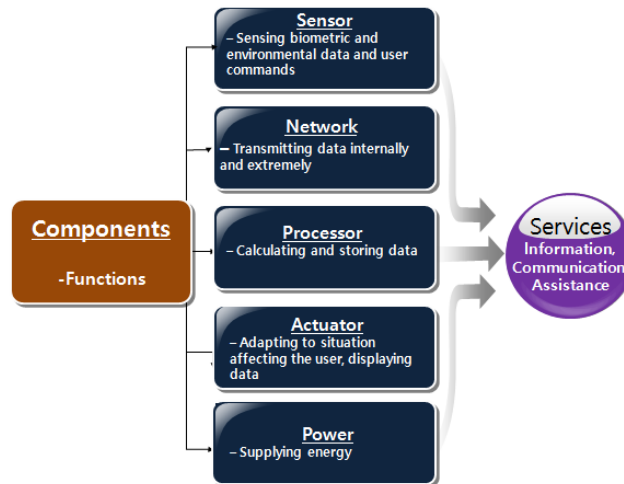 Sensor
– Sensing biometric and
environmental data and user
commands
Network
– Transmitting data internally
and extremely
Components
-Functions
Processor
– Calculating and storing data
Services
Information,
Communication
Assistance
Actuator
– Adapting to situation
affecting the user, displaying
data
Power
– Supplying energy